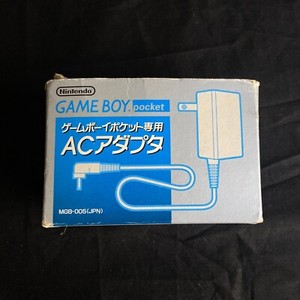 Nintendo
GAME BOY pocket
ゲームボーイポケット専用
ACアダプタ
MGB-005(JPN)